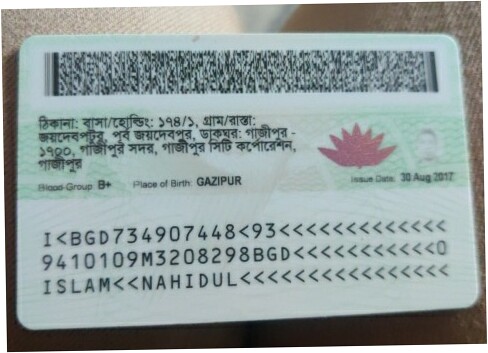 ঠিকানা: বাসা/হোল্ডিং: ১৭৪/১, গ্রাম/রাস্তা:
জয়দেবপুর, পূর্ব জয়দেবপুর, ডাকঘর: গাজীপুর -
১৭০০, গাজীপুর সদর, গাজীপুর সিটি কর্পোরেশন,
গাজীপুর
Blood Group: B+ Place of Birth: GAZIPUR Issue Date: 30 Aug 2017
I<BGD734907448<93<<<<<<<<<<<<<
9410109M3208298BGD<<<<<<<<<<<0
ISLAM<<NAHIDUL<<<<<<<<<<<<<<<<